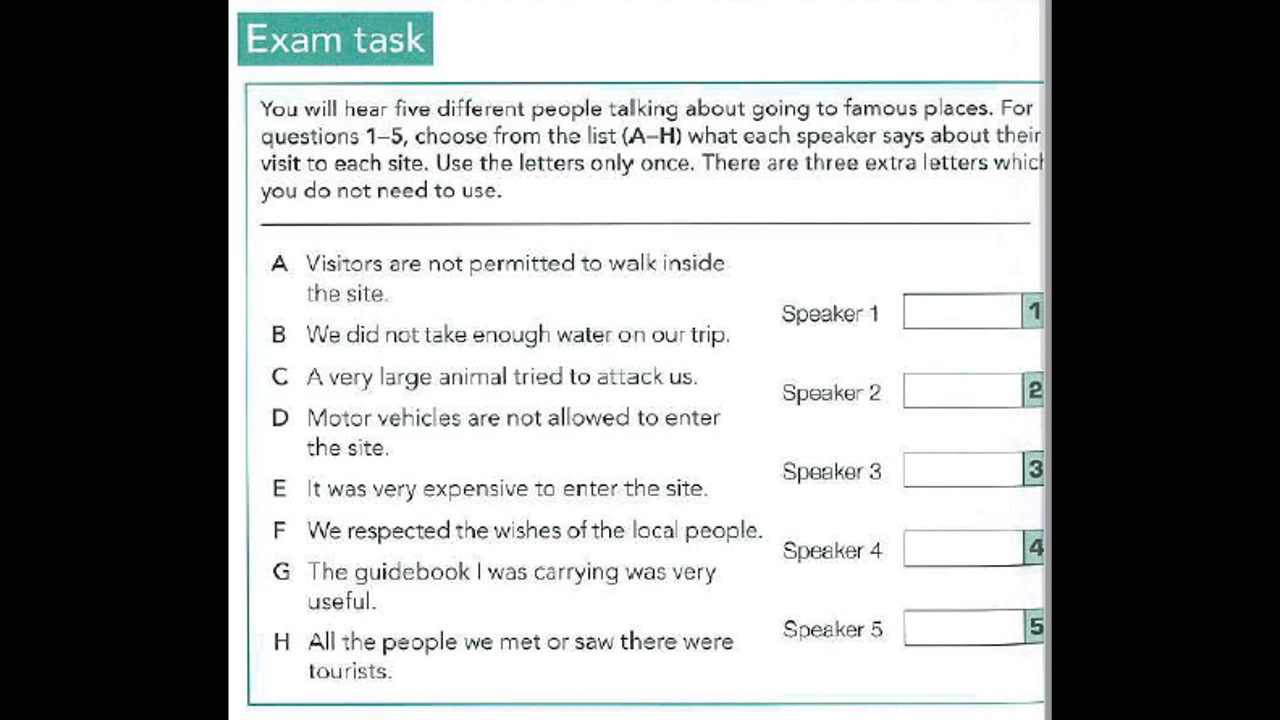 Exam task
You will hear five different people talking about going to famous places. For
questions 1–5, choose from the list (A–H) what each speaker says about their
visit to each site. Use the letters only once. There are three extra letters which
you do not need to use.
A Visitors are not permitted to walk inside
the site.
B We did not take enough water on our trip.
C A very large animal tried to attack us.
D Motor vehicles are not allowed to enter
the site.
E It was very expensive to enter the site.
F We respected the wishes of the local people.
G The guidebook I was carrying was very
useful.
H All the people we met or saw there were
tourists.
Speaker 1 1
Speaker 2 2
Speaker 3 3
Speaker 4 4
Speaker 5 5